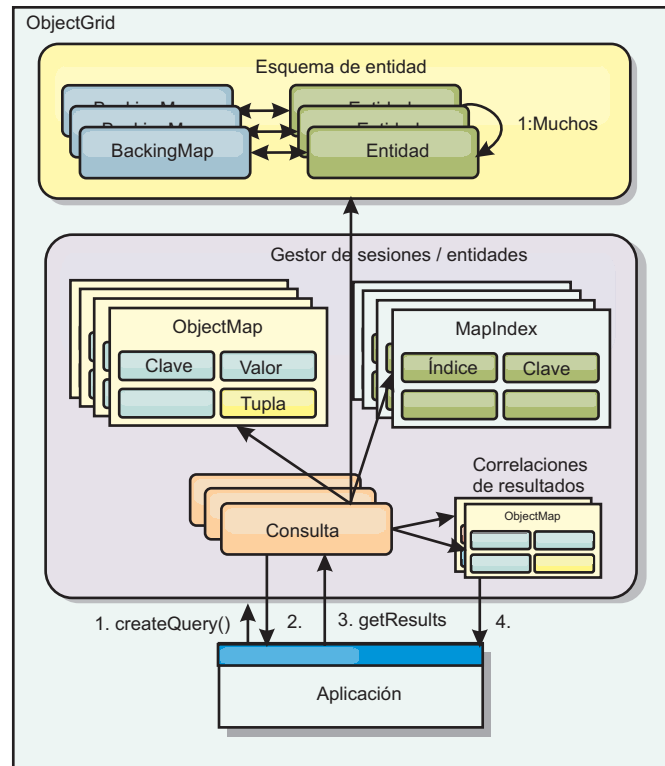 ObjectGrid
Esquema de entidad
BackingMap
Entidad
1:Muchos
Gestor de sesiones / entidades
ObjectMap
Clave
Valor
Tupla
MapIndex
Índice
Clave
Correlaciones
de resultados
ObjectMap
Consulta
1. createQuery()
2.
3. getResults
4.
Aplicación